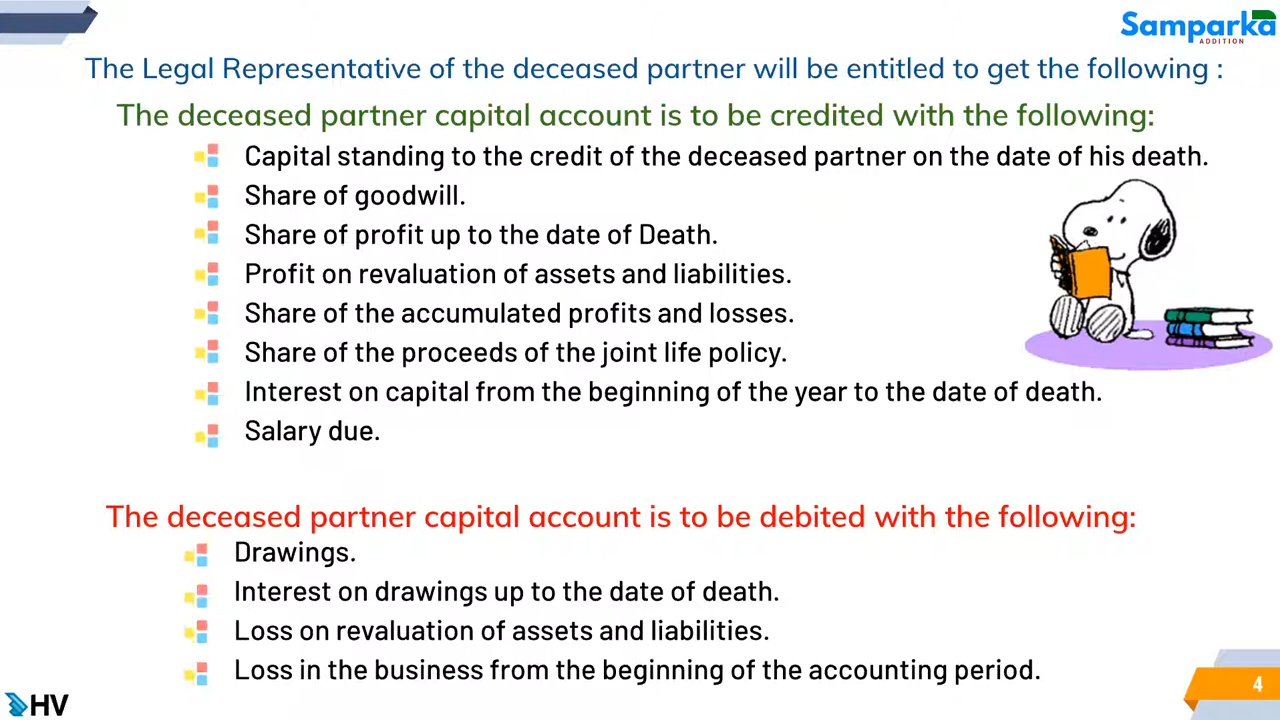 Samparka
ADDITION
The Legal Representative of the deceased partner will be entitled to get the following :
The deceased partner capital account is to be credited with the following:
Capital standing to the credit of the deceased partner on the date of his death.
Share of goodwill.
Share of profit up to the date of Death.
Profit on revaluation of assets and liabilities.
Share of the accumulated profits and losses.
Share of the proceeds of the joint life policy.
Interest on capital from the beginning of the year to the date of death.
Salary due.
The deceased partner capital account is to be debited with the following:
Drawings.
Interest on drawings up to the date of death.
Loss on revaluation of assets and liabilities.
Loss in the business from the beginning of the accounting period.
4
HV